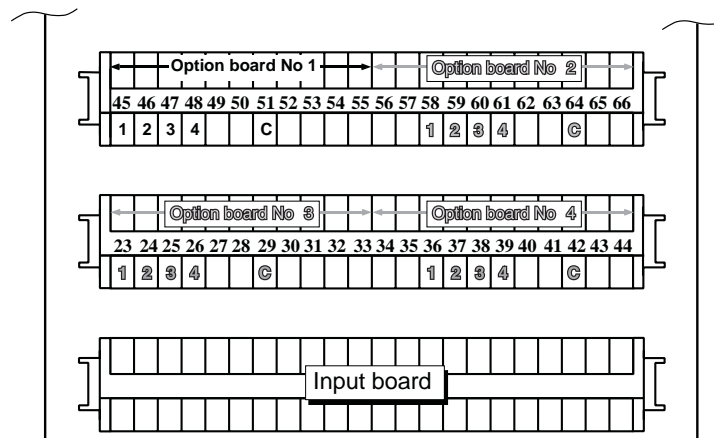 Option board No 1 Option board No 2
45 46 47 48 49 50 51 52 53 54 55 56 57 58 59 60 61 62 63 64 65 66
1 2 3 4 C 1 2 3 4 C
Option board No 3 Option board No 4
23 24 25 26 27 28 29 30 31 32 33 34 35 36 37 38 39 40 41 42 43 44
1 2 3 4 C 1 2 3 4 C
Input board